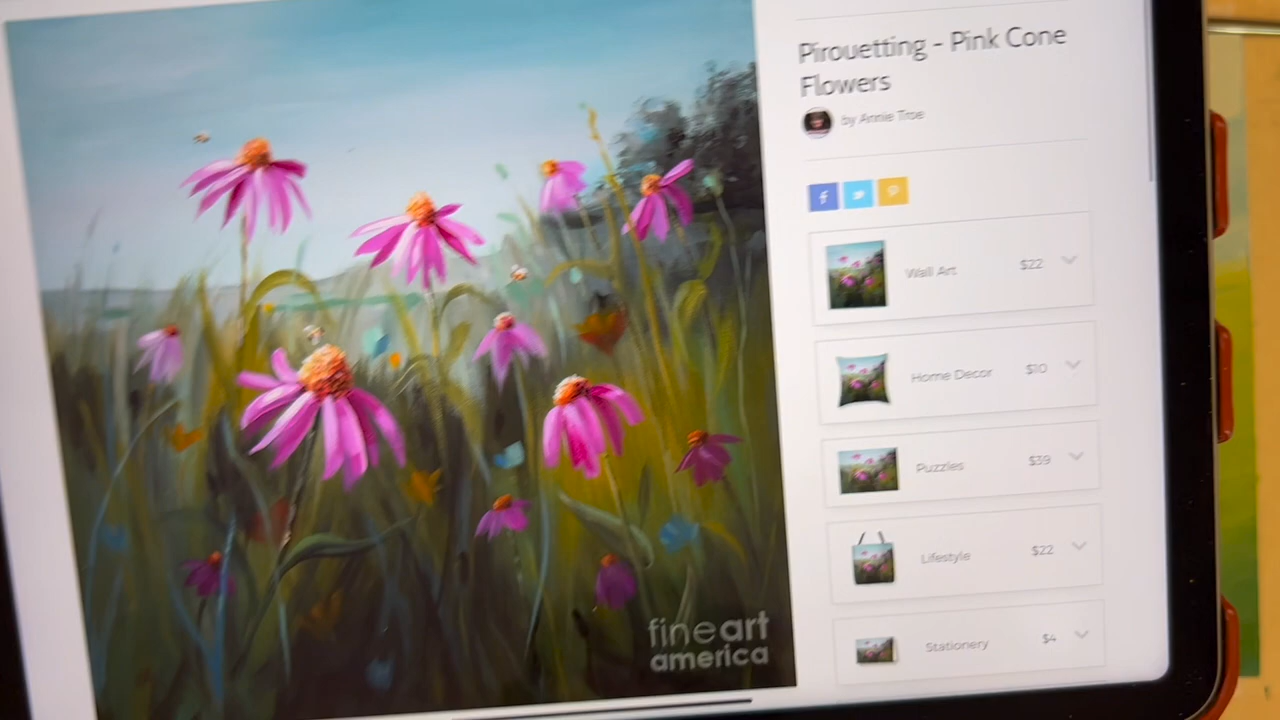 Pirouetting - Pink Cone
Flowers
by Annie Troe
Wall Art $22
Home Decor $10
Puzzles $39
Lifestyle $22
Stationery $4
fineart
america